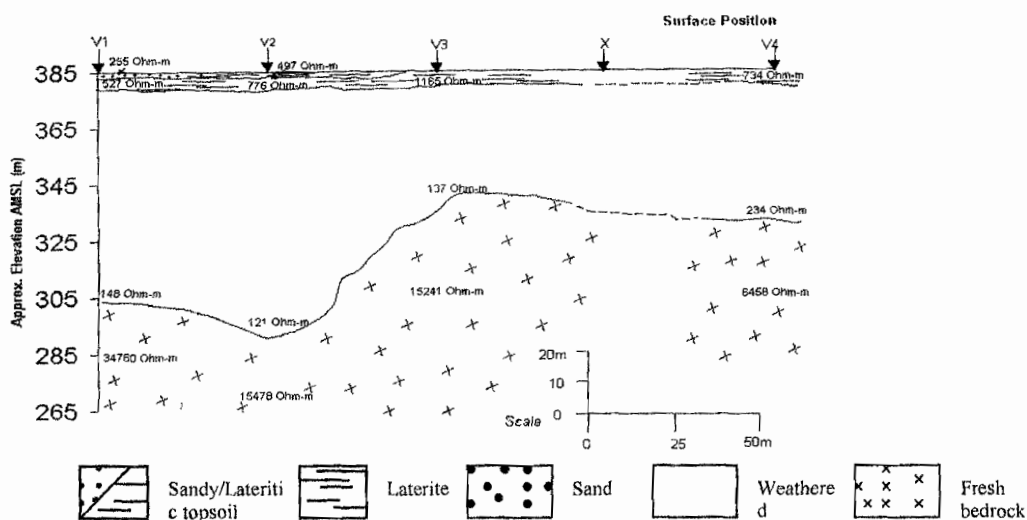 Surface Position
V1 V2 V3 X V4
255 Ohm-m 497 Ohm-m
385 527 Ohm-m 776 Ohm-m 1165 Ohm-m 734 Ohm-m
365
345 137 Ohm-m
234 Ohm-m
325
305 148 Ohm-m 15241 Ohm-m 6458 Ohm-m
121 Ohm-m
285 34760 Ohm-m 20m
10
265 15478 Ohm-m Scale 0
0 25 50m
Approx. Elevation AMSL (m)
Sandy/Lateriti Laterite Sand Weathere Fresh
c topsoil d bedrock